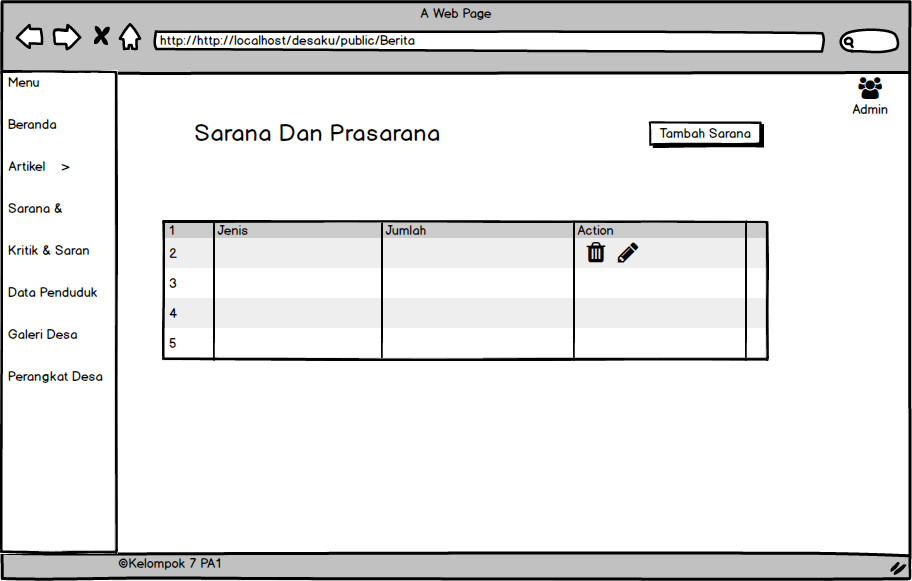 A Web Page
http://http://localhost/desaku/public/Berita
Menu
Beranda
Artikel >
Sarana &
Kritik & Saran
Data Penduduk
Galeri Desa
Perangkat Desa
Admin
Sarana Dan Prasarana
Tambah Sarana
1 Jenis Jumlah Action
2
3
4
5
©Kelompok 7 PA1